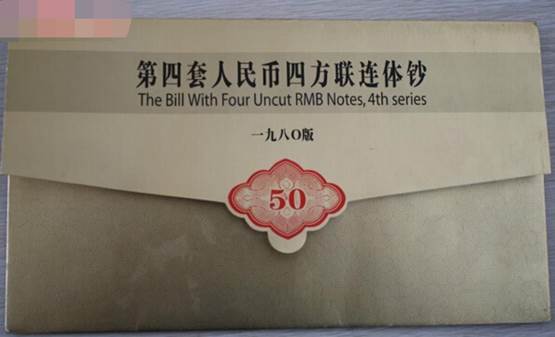 第四套人民币四方联连体钞
The Bill With Four Uncut RMB Notes, 4th series
一九八〇版
50